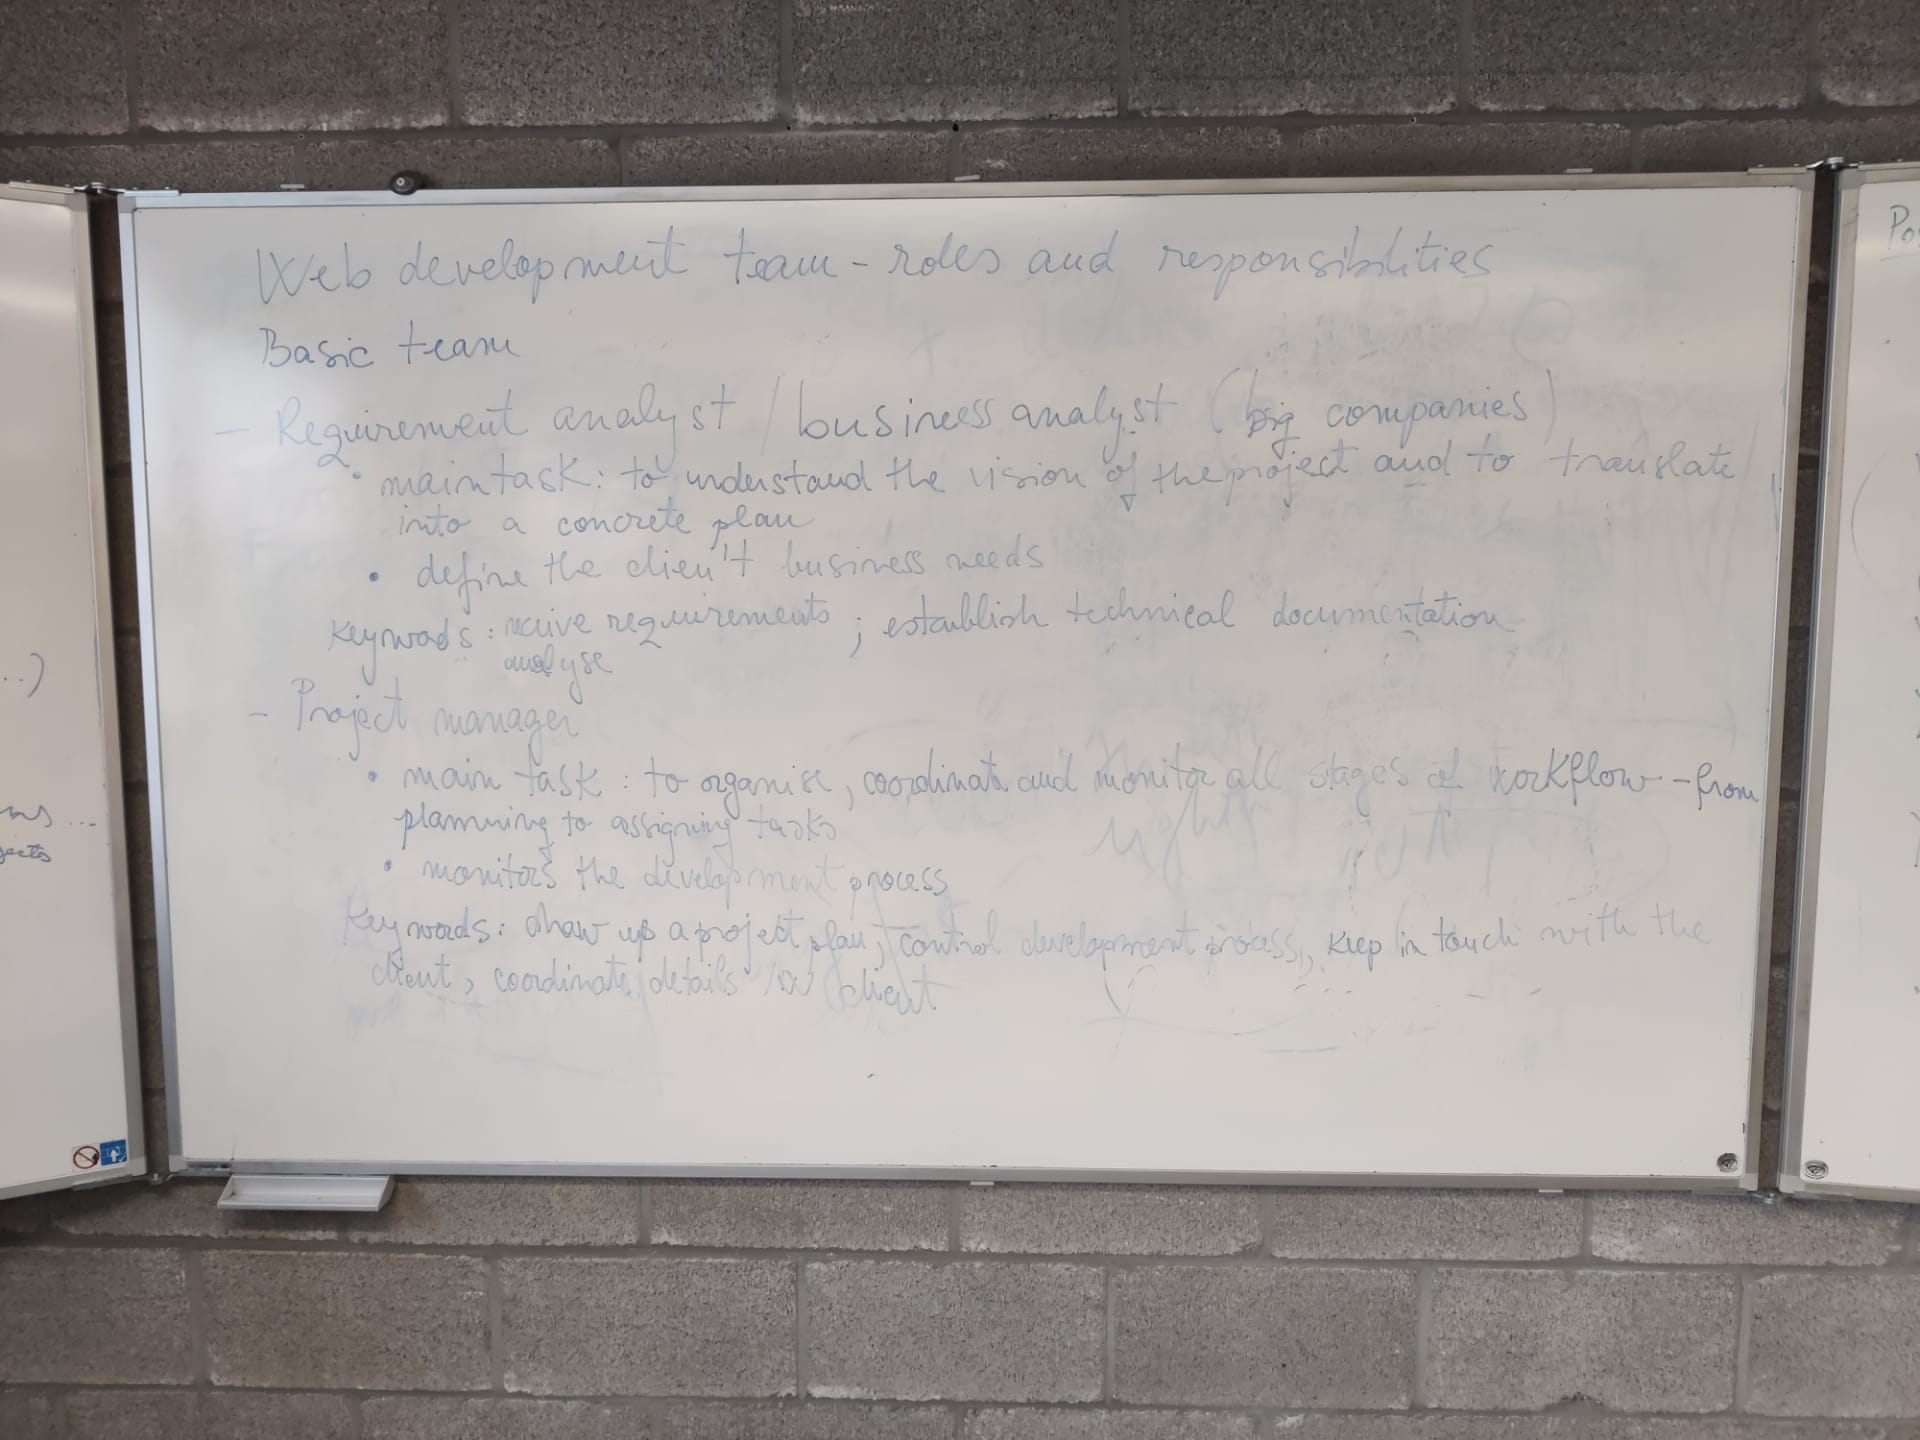 Web development team - roles and responsibilities
Basic team
- Requirement analyst / business analyst (big companies)
• main task: to understand the vision of the project and to translate
into a concrete plan
• define the clien't business needs
Keywords: receive requirements ; establish technical documentation
analyse
- Project manager
• main task : to organise, coordinate and monitor all stages of workflow - from
planning to assigning tasks
• monitors the development process
Keywords: draw up a project plan, control development process, keep in touch with the
client, coordinate details w client
Po
..)
...